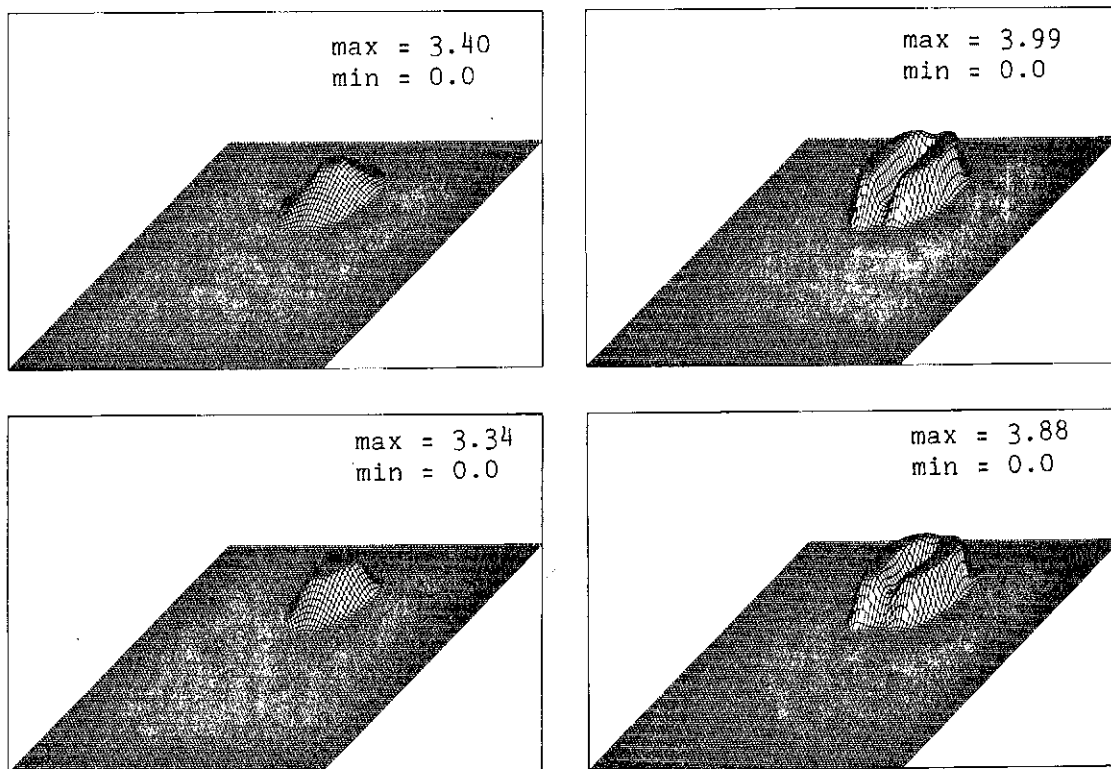 max = 3.40
min = 0.0
max = 3.99
min = 0.0
max = 3.34
min = 0.0
max = 3.88
min = 0.0